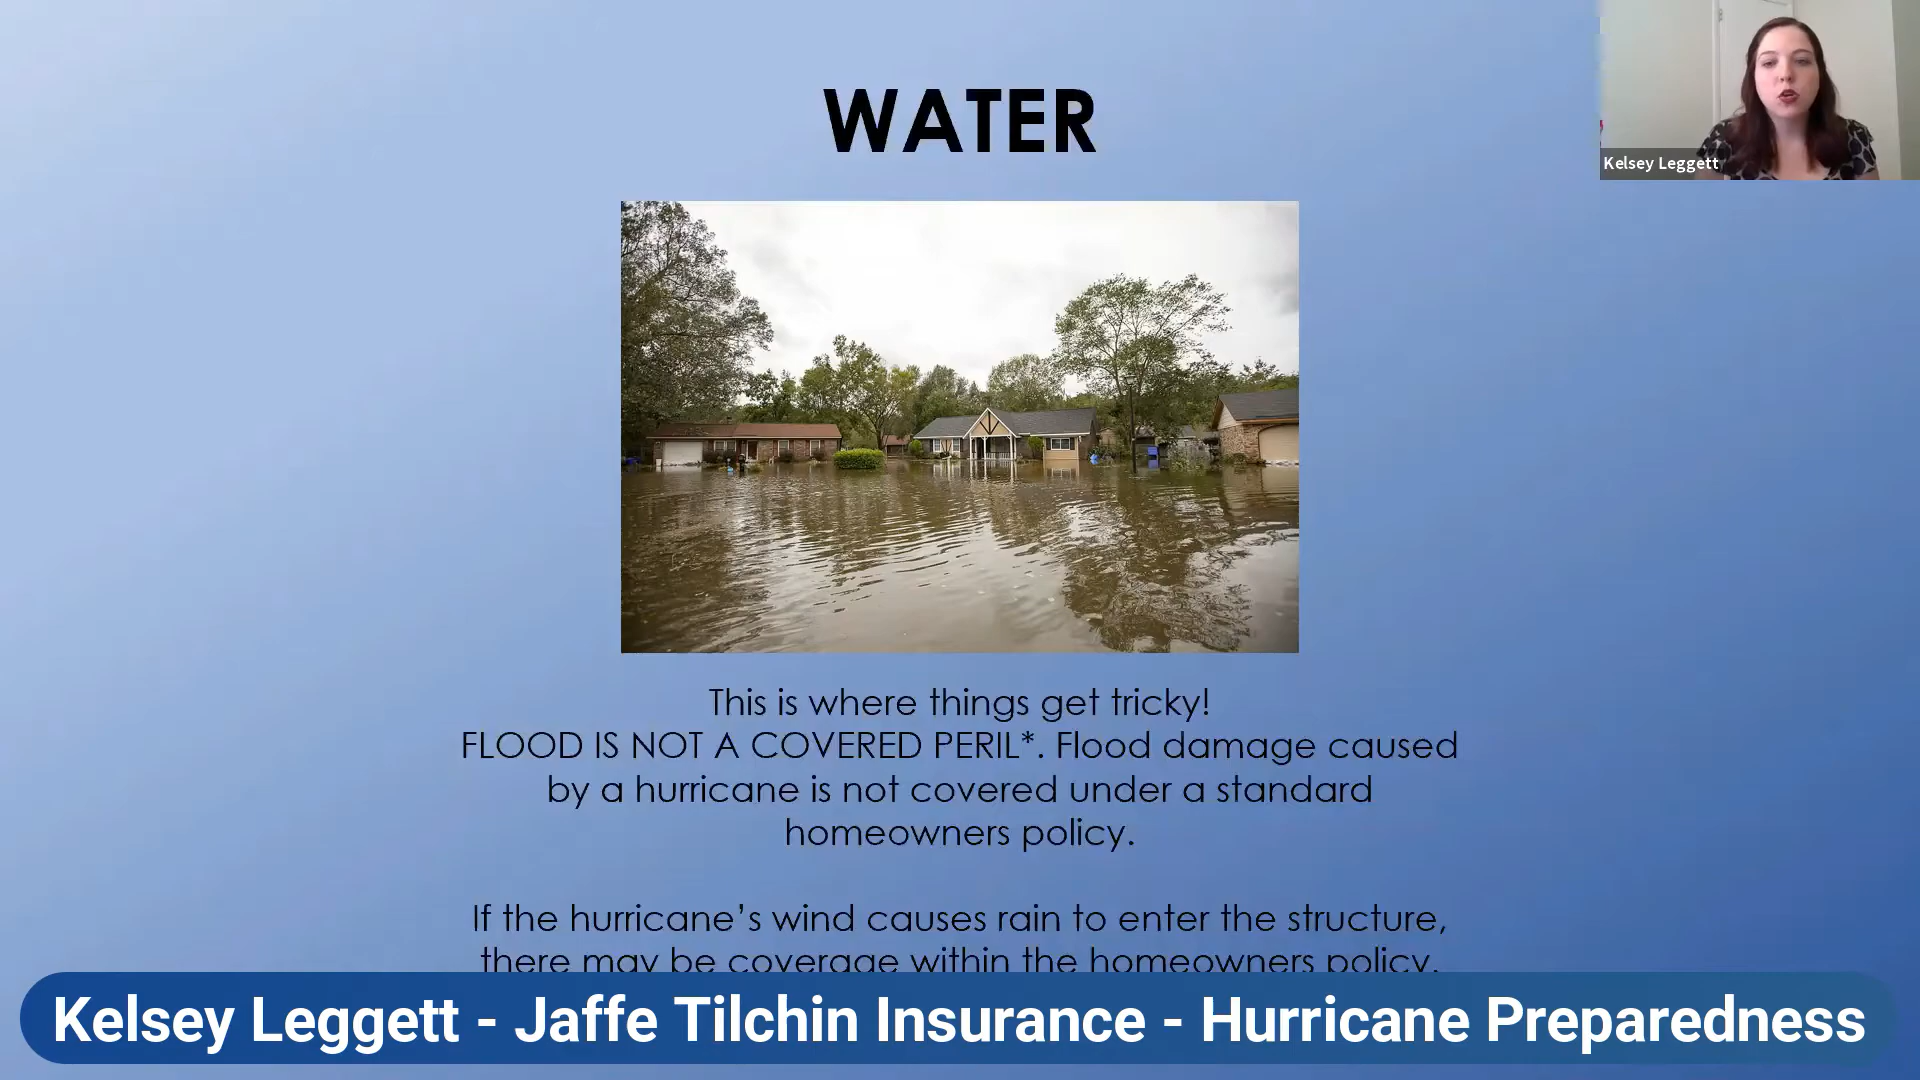 WATER
Kelsey Leggett
This is where things get tricky!
FLOOD IS NOT A COVERED PERIL*. Flood damage caused
by a hurricane is not covered under a standard
homeowners policy.
If the hurricane’s wind causes rain to enter the structure,
there may be coverage within the homeowners policy.
Kelsey Leggett - Jaffe Tilchin Insurance - Hurricane Preparedness